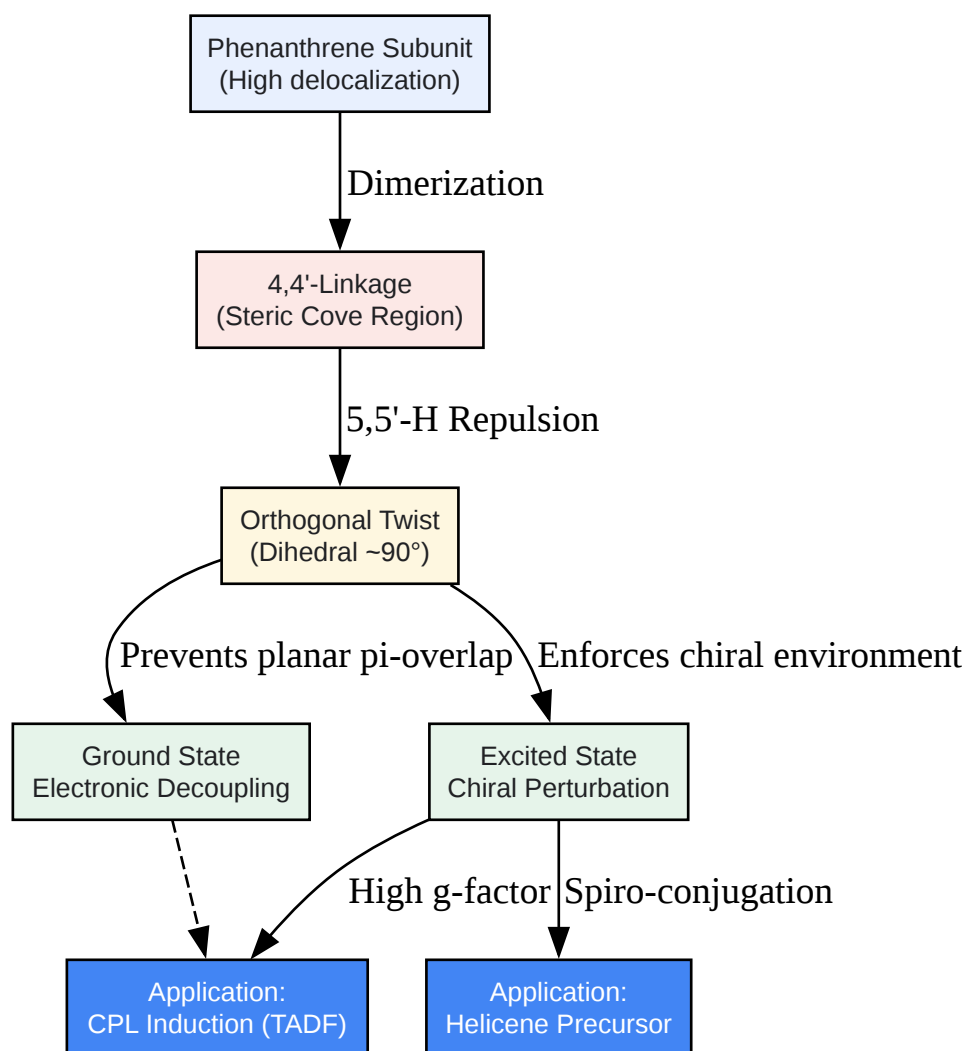 Phenanthrene Subunit
(High delocalization)
Dimerization
4,4'-Linkage
(Steric Cove Region)
5,5'-H Repulsion
Orthogonal Twist
(Dihedral ~90°)
Prevents planar pi-overlap
Enforces chiral environment
Ground State
Electronic Decoupling
Excited State
Chiral Perturbation
High g-factor
Spiro-conjugation
Application:
CPL Induction (TADF)
Application:
Helicene Precursor